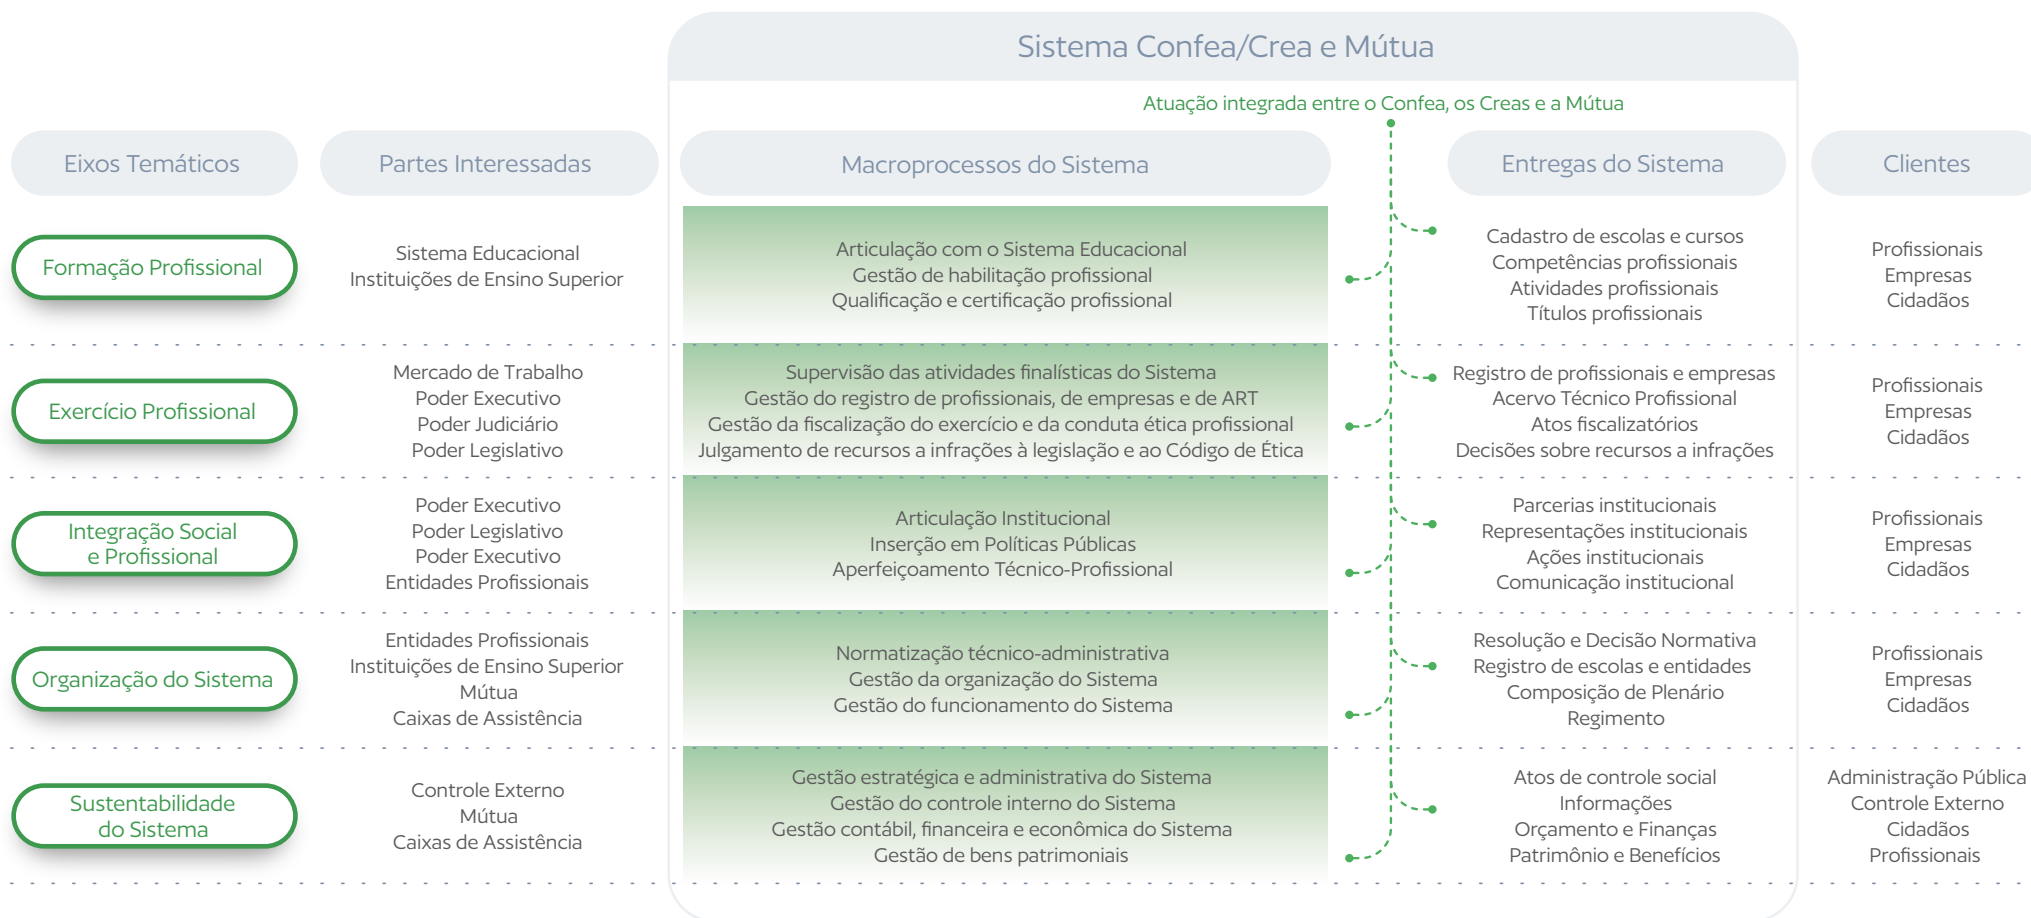 Sistema Confea/Crea e Mútua
Atuação integrada entre o Confea, os Creas e a Mútua
Eixos Temáticos
Partes Interessadas
Macroprocessos do Sistema
Entregas do Sistema
Clientes
Formação Profissional
Sistema Educacional
Instituições de Ensino Superior
Articulação com o Sistema Educacional
Gestão de habilitação profissional
Qualificação e certificação profissional
Cadastro de escolas e cursos
Competências profissionais
Atividades profissionais
Títulos profissionais
Profissionais
Empresas
Cidadãos
Exercício Profissional
Mercado de Trabalho
Poder Executivo
Poder Judiciário
Poder Legislativo
Supervisão das atividades finalísticas do Sistema
Gestão do registro de profissionais, de empresas e de ART
Gestão da fiscalização do exercício e da conduta ética profissional
Julgamento de recursos a infrações à legislação e ao Código de Ética
Registro de profissionais e empresas
Acervo Técnico Profissional
Atos fiscalizatórios
Decisões sobre recursos a infrações
Profissionais
Empresas
Cidadãos
Integração Social
e Profissional
Poder Executivo
Poder Legislativo
Poder Executivo
Entidades Profissionais
Articulação Institucional
Inserção em Políticas Públicas
Aperfeiçoamento Técnico-Profissional
Parcerias institucionais
Representações institucionais
Ações institucionais
Comunicação institucional
Profissionais
Empresas
Cidadãos
Organização do Sistema
Entidades Profissionais
Instituições de Ensino Superior
Mútua
Caixas de Assistência
Normatização técnico-administrativa
Gestão da organização do Sistema
Gestão do funcionamento do Sistema
Resolução e Decisão Normativa
Registro de escolas e entidades
Composição de Plenário
Regimento
Profissionais
Empresas
Cidadãos
Sustentabilidade
do Sistema
Controle Externo
Mútua
Caixas de Assistência
Gestão estratégica e administrativa do Sistema
Gestão do controle interno do Sistema
Gestão contábil, financeira e econômica do Sistema
Gestão de bens patrimoniais
Atos de controle social
Informações
Orçamento e Finanças
Patrimônio e Benefícios
Administração Pública
Controle Externo
Cidadãos
Profissionais